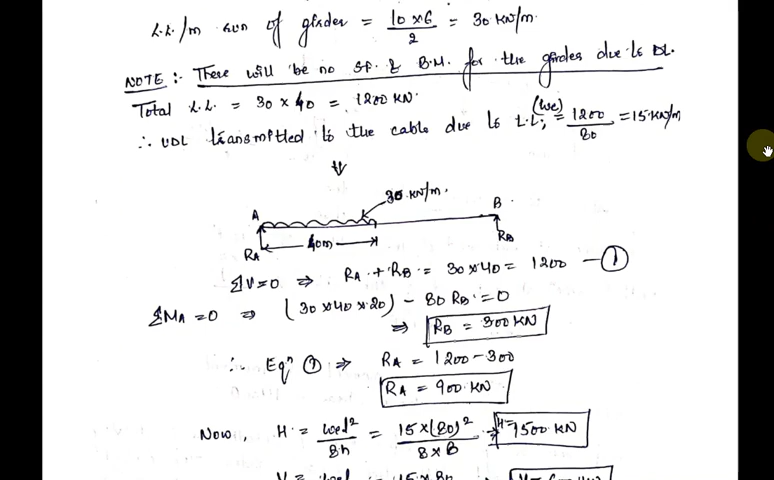 L.L/m run of girder = 10×6/2 = 30 KN/m.
NOTE :- There will be no SF & B.M. for the girder due to DL.
Total L.L. = 30 × 40 = 1200 KN.
∴ UDL transmitted to the cable due to L.L; (we) = 1200/80 = 15 KN/m
⇓
30 KN/m.
A B
RA 40m RB
ΣV=0 ⇒ RA + RB = 30×40 = 1200 —①
ΣMA=0 ⇒ (30×40×20) - 80 RB = 0
⇒ RB = 300 KN
∴ Eqn ① ⇒ RA = 1200-300
RA = 900 KN
Now, H = wel²/8h = 15×(80)²/8×8 ⇒ H= 1500 KN